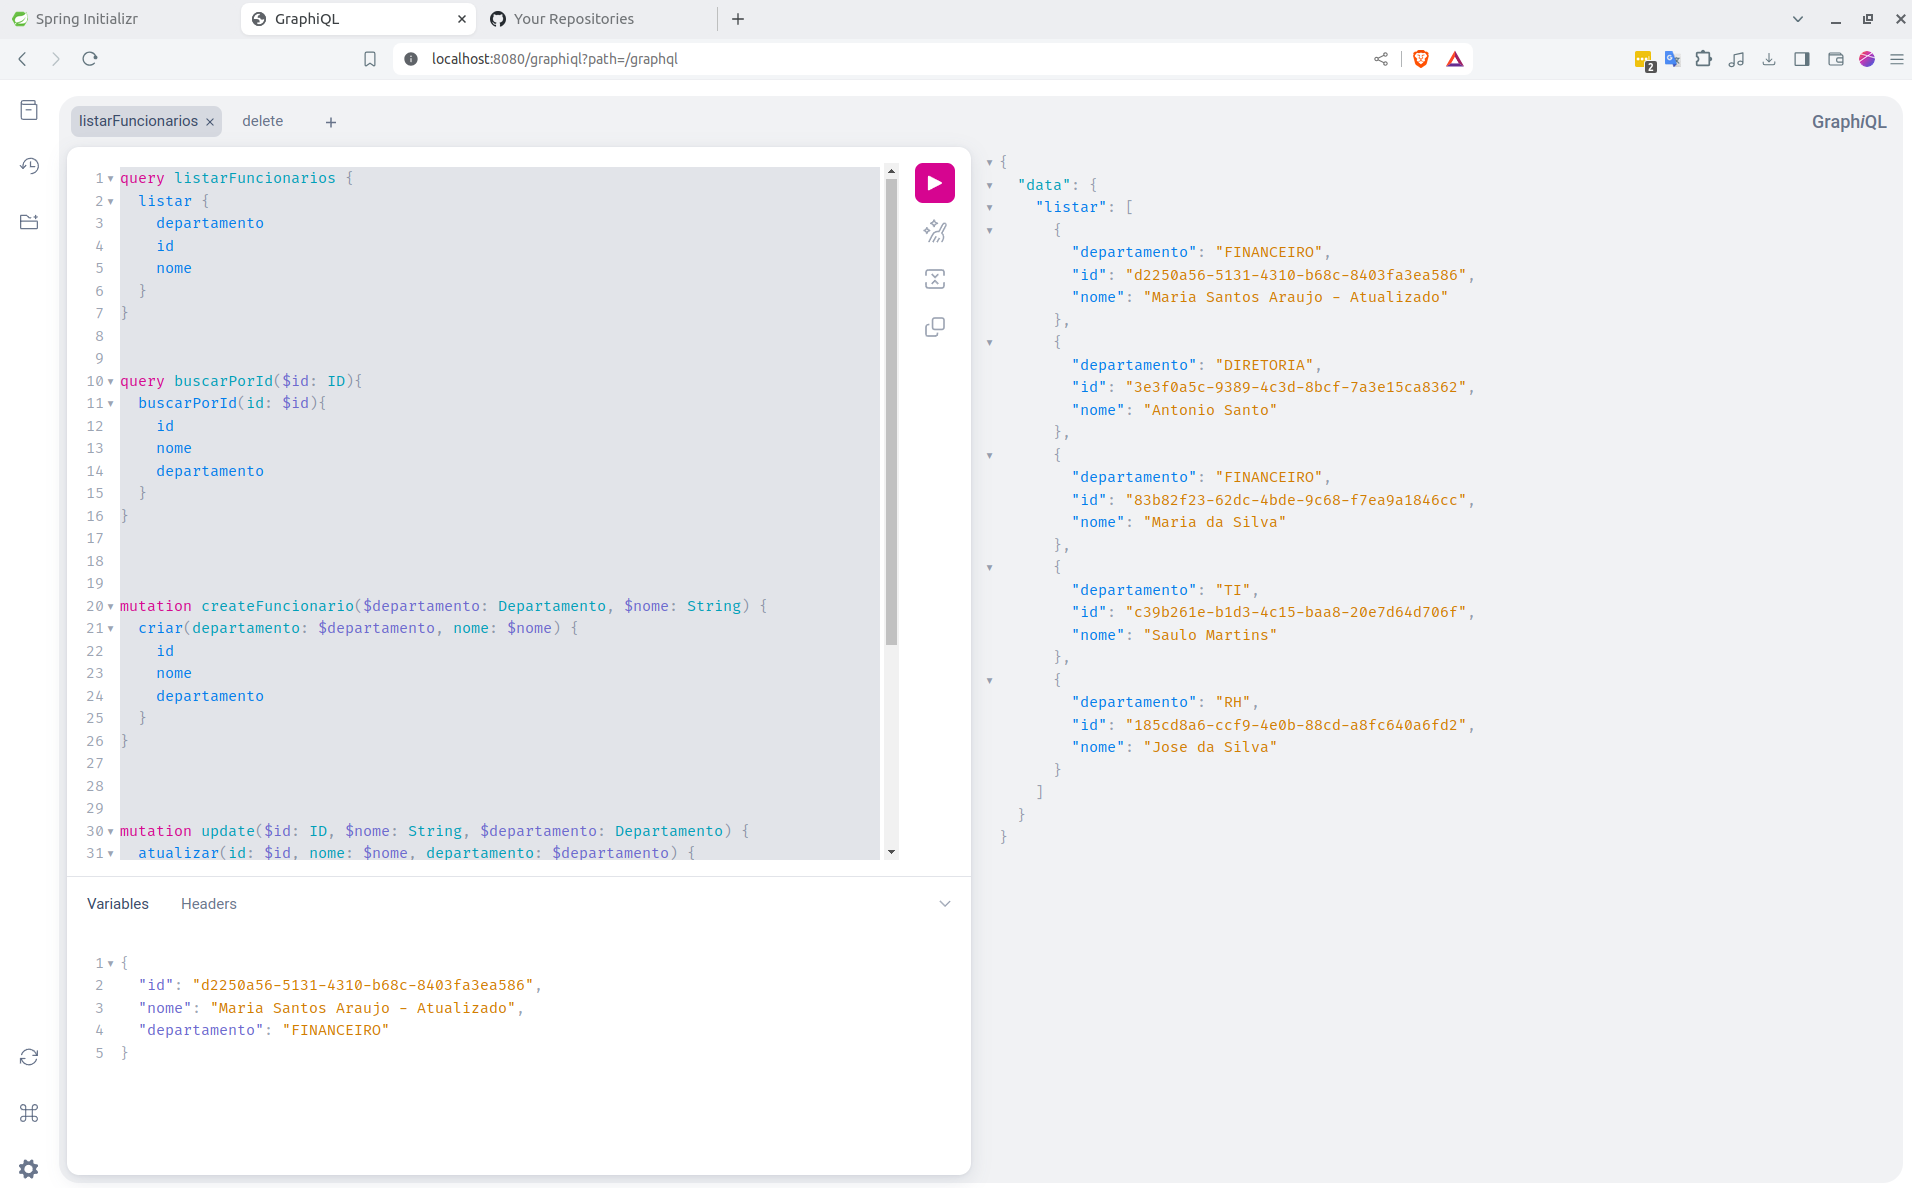 Spring Initializr
GraphiQL
Your Repositories
localhost:8080/graphiql?path=/graphql
2
listarFuncionarios
delete
GraphiQL
1 query listarFuncionarios {
2   listar {
3     departamento
4     id
5     nome
6   }
7 }
8
9
10 query buscarPorId($id: ID){
11   buscarPorId(id: $id){
12     id
13     nome
14     departamento
15   }
16 }
17
18
19
20 mutation createFuncionario($departamento: Departamento, $nome: String) {
21   criar(departamento: $departamento, nome: $nome) {
22     id
23     nome
24     departamento
25   }
26 }
27
28
29
30 mutation update($id: ID, $nome: String, $departamento: Departamento) {
31   atualizar(id: $id, nome: $nome, departamento: $departamento) {
Variables Headers
1 {
2   "id": "d2250a56-5131-4310-b68c-8403fa3ea586",
3   "nome": "Maria Santos Araujo - Atualizado",
4   "departamento": "FINANCEIRO"
5 }
{
  "data": {
    "listar": [
      {
        "departamento": "FINANCEIRO",
        "id": "d2250a56-5131-4310-b68c-8403fa3ea586",
        "nome": "Maria Santos Araujo - Atualizado"
      },
      {
        "departamento": "DIRETORIA",
        "id": "3e3f0a5c-9389-4c3d-8bcf-7a3e15ca8362",
        "nome": "Antonio Santo"
      },
      {
        "departamento": "FINANCEIRO",
        "id": "83b82f23-62dc-4bde-9c68-f7ea9a1846cc",
        "nome": "Maria da Silva"
      },
      {
        "departamento": "TI",
        "id": "c39b261e-b1d3-4c15-baa8-20e7d64d706f",
        "nome": "Saulo Martins"
      },
      {
        "departamento": "RH",
        "id": "185cd8a6-ccf9-4e0b-88cd-a8fc640a6fd2",
        "nome": "Jose da Silva"
      }
    ]
  }
}